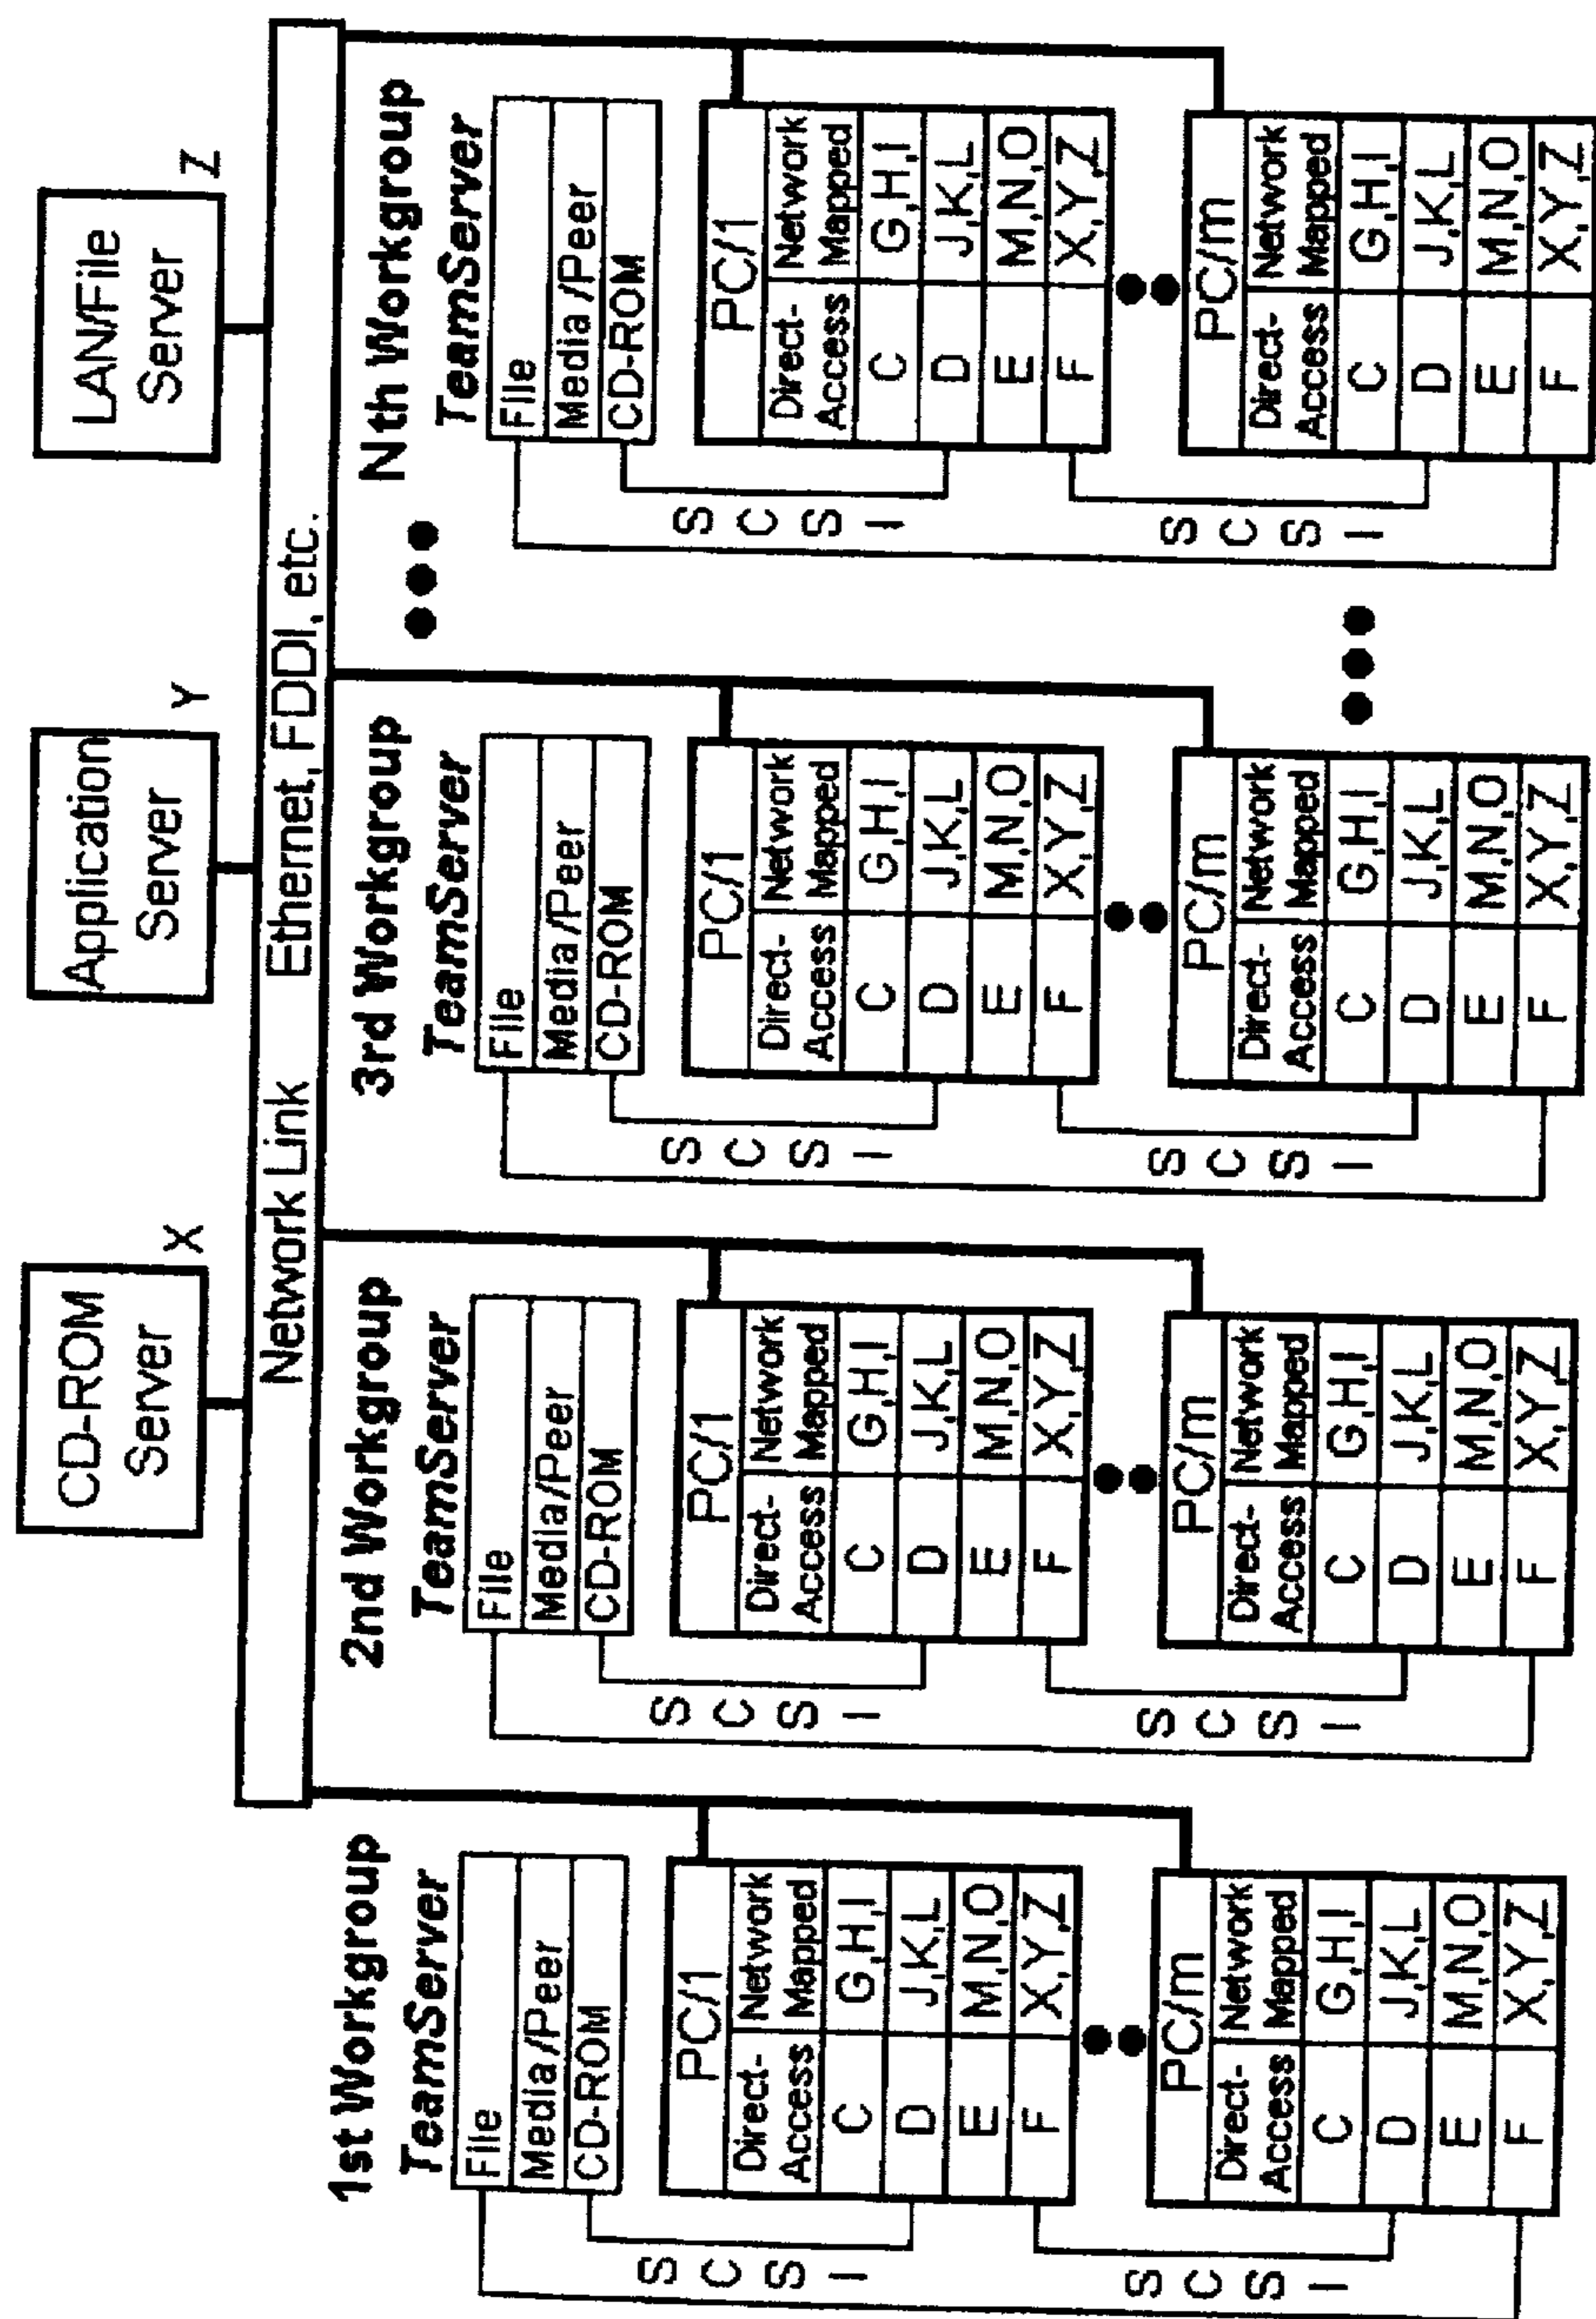 CD-ROM
Server
X
Application
Server
Y
LAN/File
Server
Z
Network Link Ethernet, FDDI, etc.
1st Workgroup
TeamServer
File
Media/Peer
CD-ROM
PC/1
Direct-Access Network Mapped
C G,H,I
D J,K,L
E M,N,O
F X,Y,Z
PC/m
Direct-Access Network Mapped
C G,H,I
D J,K,L
E M,N,O
F X,Y,Z
S
C
S
I
S
C
S
I
2nd Workgroup
TeamServer
File
Media/Peer
CD-ROM
PC/1
Direct-Access Network Mapped
C G,H,I
D J,K,L
E M,N,O
F X,Y,Z
PC/m
Direct-Access Network Mapped
C G,H,I
D J,K,L
E M,N,O
F X,Y,Z
S
C
S
I
S
C
S
I
3rd Workgroup
TeamServer
File
Media/Peer
CD-ROM
PC/1
Direct-Access Network Mapped
C G,H,I
D J,K,L
E M,N,O
F X,Y,Z
PC/m
Direct-Access Network Mapped
C G,H,I
D J,K,L
E M,N,O
F X,Y,Z
S
C
S
I
S
C
S
I
Nth Workgroup
TeamServer
File
Media/Peer
CD-ROM
PC/1
Direct-Access Network Mapped
C G,H,I
D J,K,L
E M,N,O
F X,Y,Z
PC/m
Direct-Access Network Mapped
C G,H,I
D J,K,L
E M,N,O
F X,Y,Z
S
C
S
I
S
C
S
I